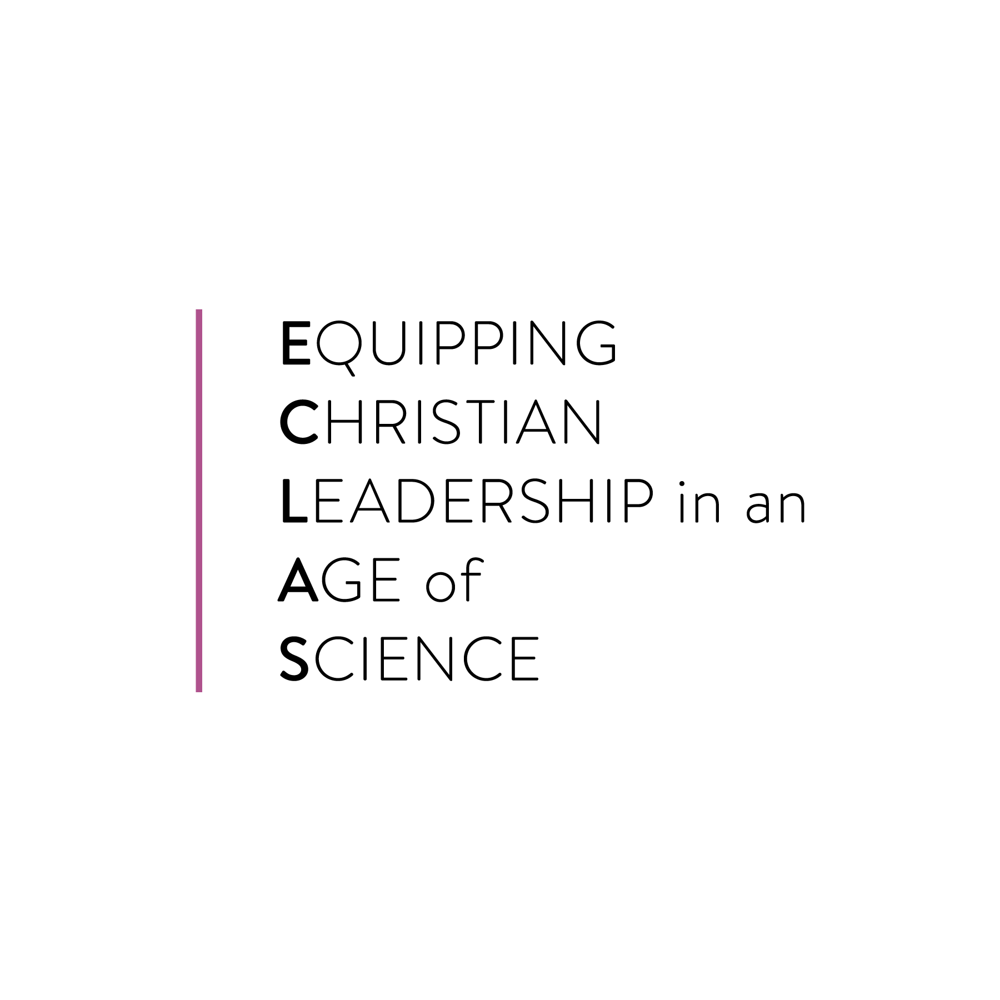 EQUIPPING
CHRISTIAN
LEADERSHIP in an
AGE of
SCIENCE